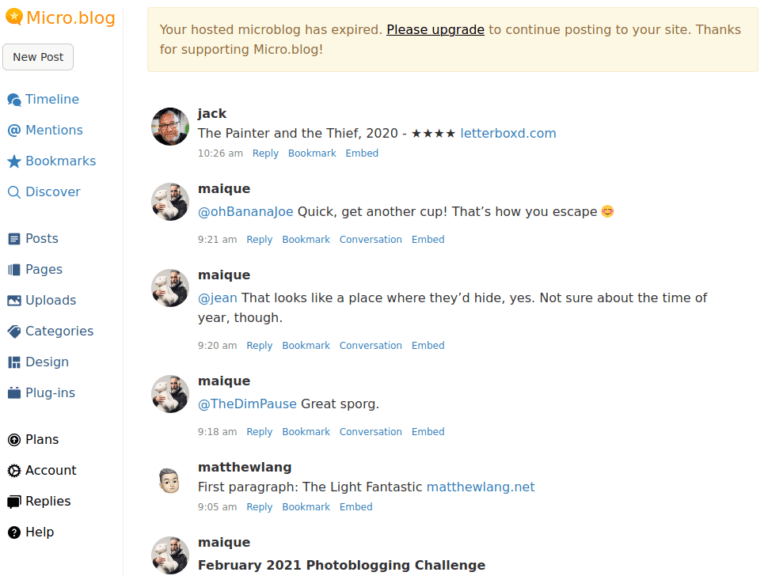 Micro.blog
New Post
Timeline
Mentions
Bookmarks
Discover
Posts
Pages
Uploads
Categories
Design
Plug-ins
Plans
Account
Replies
Help
Your hosted microblog has expired. Please upgrade to continue posting to your site. Thanks
for supporting Micro.blog!
jack
The Painter and the Thief, 2020 - ★★★★ letterboxd.com
10:26 am Reply Bookmark Embed
maique
@ohBananaJoe Quick, get another cup! That’s how you escape 😊
9:21 am Reply Bookmark Conversation Embed
maique
@jean That looks like a place where they’d hide, yes. Not sure about the time of
year, though.
9:20 am Reply Bookmark Conversation Embed
maique
@TheDimPause Great sporg.
9:18 am Reply Bookmark Conversation Embed
matthewlang
First paragraph: The Light Fantastic matthewlang.net
9:05 am Reply Bookmark Embed
maique
February 2021 Photoblogging Challenge